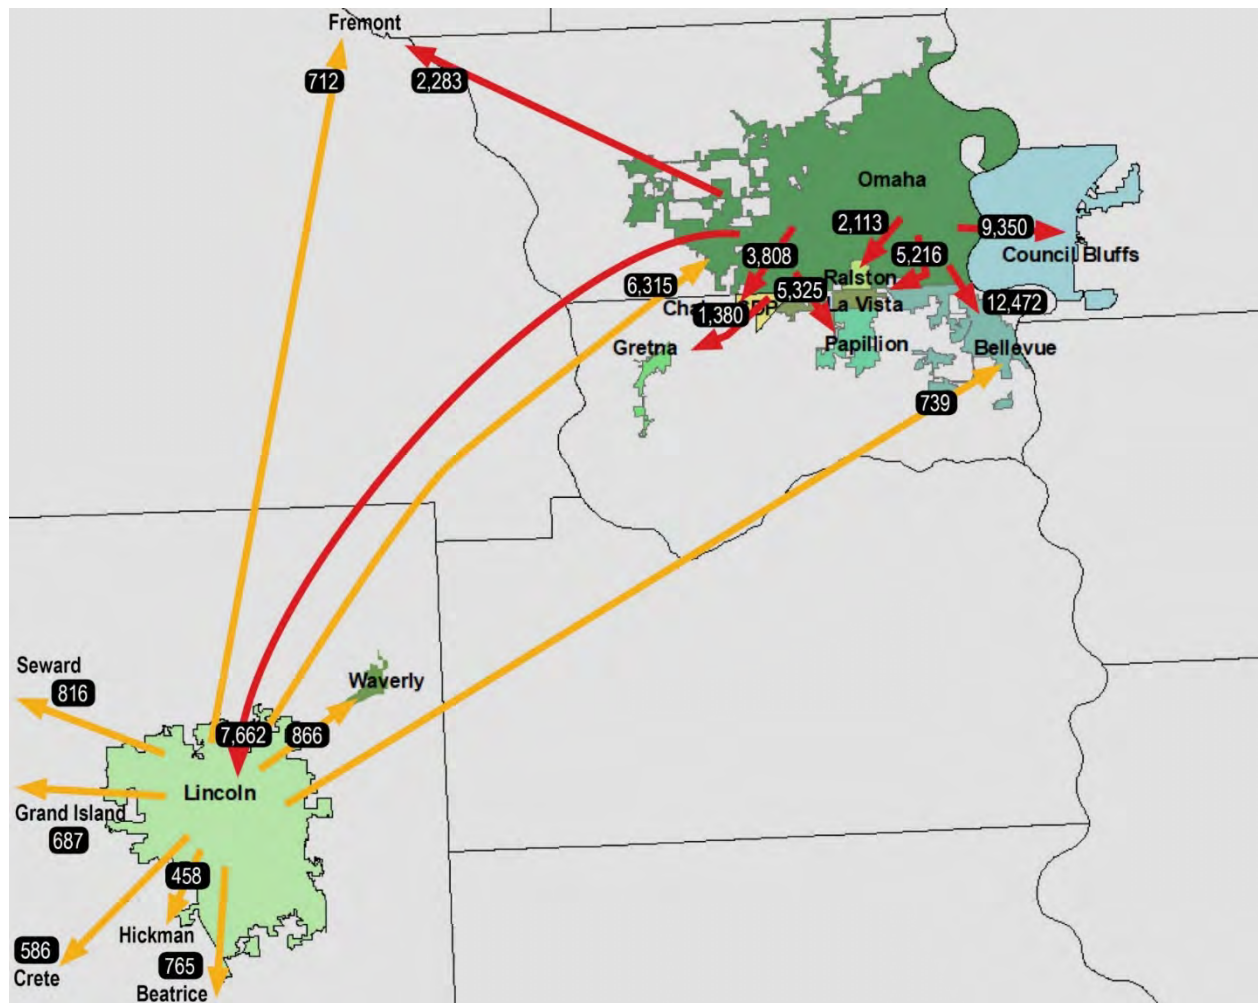 Fremont
712
2,283
Omaha
2,113
9,350
3,808
5,216
Council Bluffs
6,315
5,325
Ralston
12,472
1,380
La Vista
Gretna
Papillion
Bellevue
739
Seward
816
Waverly
7,662
866
Lincoln
Grand Island
687
458
Hickman
586
765
Crete
Beatrice